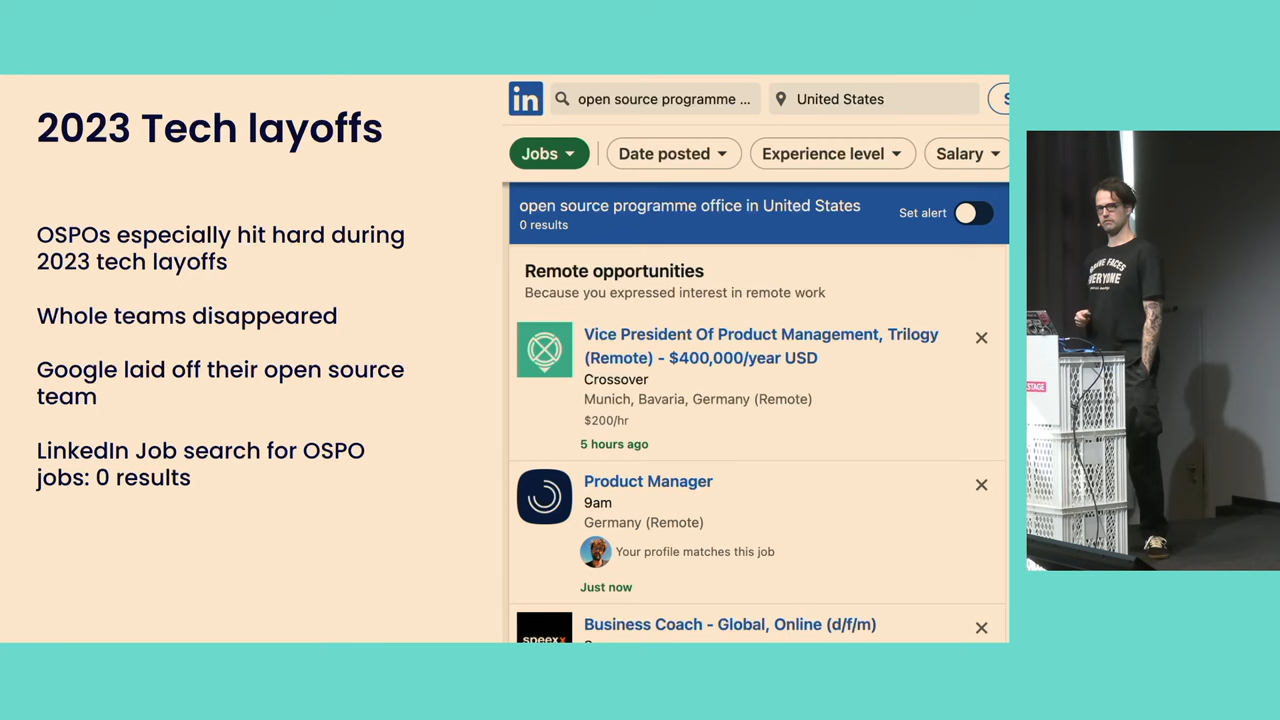 2023 Tech layoffs
OSPOs especially hit hard during
2023 tech layoffs
Whole teams disappeared
Google laid off their open source
team
LinkedIn Job search for OSPO
jobs: 0 results
in
open source programme ...
United States
S
Jobs
Date posted
Experience level
Salary
open source programme office in United States
0 results
Set alert
Remote opportunities
Because you expressed interest in remote work
Vice President Of Product Management, Trilogy
(Remote) - $400,000/year USD
Crossover
Munich, Bavaria, Germany (Remote)
$200/hr
5 hours ago
Product Manager
9am
Germany (Remote)
Your profile matches this job
Just now
speexx
Business Coach - Global, Online (d/f/m)
FACES
EVERYONE
STAGE